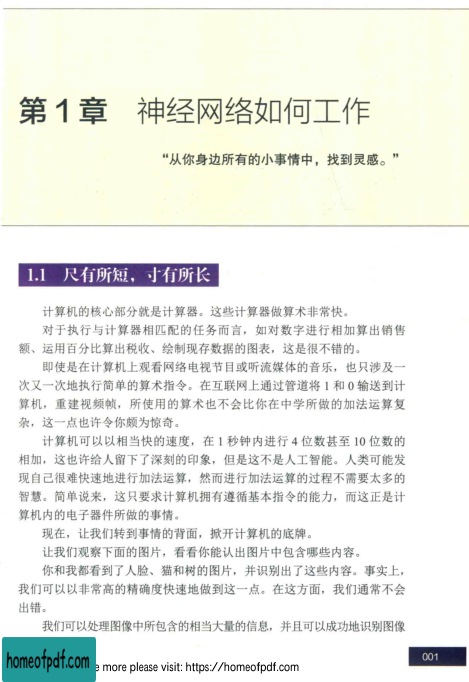 第1章 神经网络如何工作
“从你身边所有的小事情中，找到灵感。”
1.1 尺有所短，寸有所长
计算机的核心部分就是计算器。这些计算器做算术非常快。
对于执行与计算器相匹配的任务而言，如对数字进行相加算出销售
额、运用百分比算出税收、绘制现存数据的图表，这是很不错的。
即使是在计算机上观看网络电视节目或听流媒体的音乐，也只涉及一
次又一次地执行简单的算术指令。在互联网上通过管道将 1 和 0 输送到计
算机，重建视频帧，所使用的算术也不会比你在中学所做的加法运算复
杂，这一点也许令你颇为惊奇。
计算机可以以相当快的速度，在 1 秒钟内进行 4 位数甚至 10 位数的
相加，这也许给人留下了深刻的印象，但是这不是人工智能。人类可能发
现自己很难快速地进行加法运算，然而进行加法运算的过程不需要太多的
智慧。简单说来，这只要求计算机拥有遵循基本指令的能力，而这正是计
算机内的电子器件所做的事情。
现在，让我们转到事情的背面，掀开计算机的底牌。
让我们观察下面的图片，看看你能认出图片中包含哪些内容。
你和我都看到了人脸、猫和树的图片，并识别出了这些内容。事实上，
我们可以以非常高的精确度快速地做到这一点。在这方面，我们通常不会
出错。
我们可以处理图像中所包含的相当大量的信息，并且可以成功地识别图像
001
homeofpdf.com
e more please visit: https://homeofpdf.com